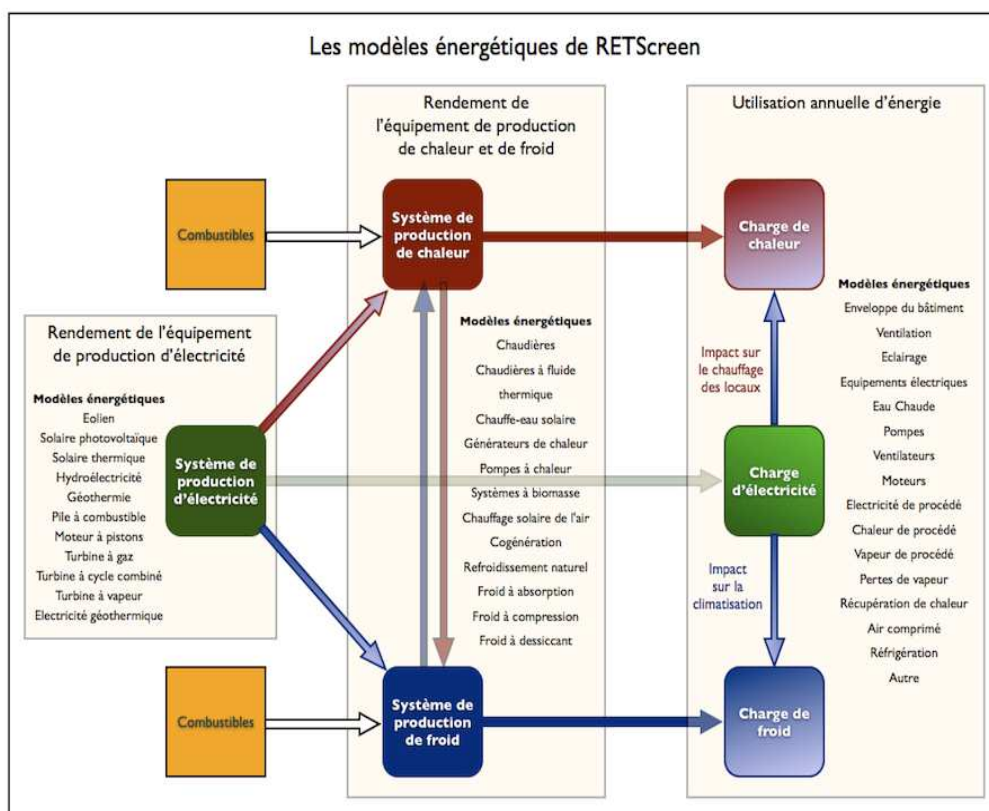 Les modèles énergétiques de RETScreen
Rendement de
l'équipement de production
de chaleur et de froid
Utilisation annuelle d'énergie
Combustibles
Système de
production
de chaleur
Charge de
chaleur
Rendement de l'équipement
de production d'électricité
Modèles énergétiques
Eolien
Solaire photovoltaïque
Solaire thermique
Hydroélectricité
Géothermie
Pile à combustible
Moteur à pistons
Turbine à gaz
Turbine à cycle combiné
Turbine à vapeur
Electricité géothermique
Système de
production
d'électricité
Modèles énergétiques
Chaudières
Chaudières à fluide
thermique
Chauffe-eau solaire
Générateurs de chaleur
Pompes à chaleur
Systèmes à biomasse
Chauffage solaire de l'air
Cogénération
Refroidissement naturel
Froid à absorption
Froid à compression
Froid à dessiccant
Impact sur
le chauffage
des locaux
Charge
d'électricité
Impact
sur la
climatisation
Modèles énergétiques
Enveloppe du bâtiment
Ventilation
Eclairage
Equipements électriques
Eau Chaude
Pompes
Ventilateurs
Moteurs
Electricité de procédé
Chaleur de procédé
Vapeur de procédé
Pertes de vapeur
Récupération de chaleur
Air comprimé
Réfrigération
Autre
Combustibles
Système de
production
de froid
Charge de
froid